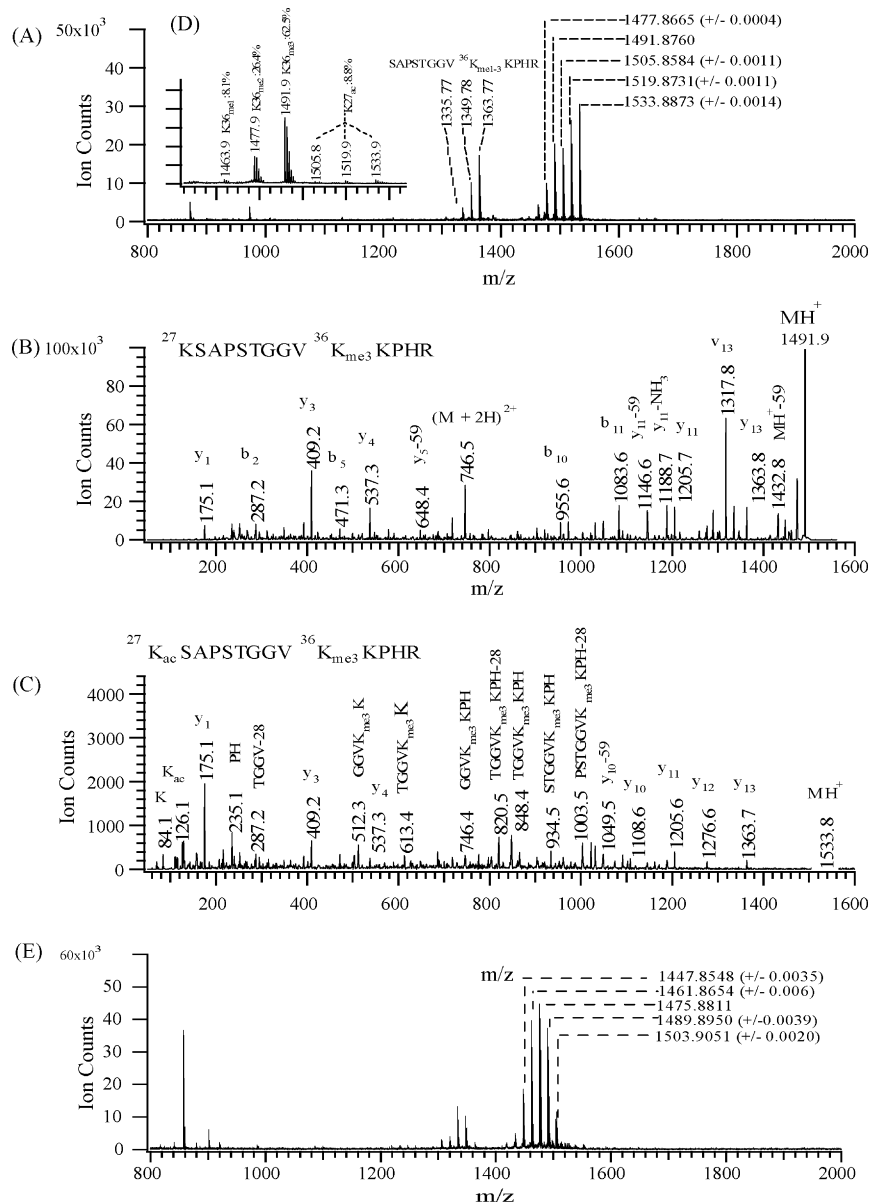 (A)
50x10³
40
30
20
10
0
Ion Counts
800
1000
1200
1400
1600
1800
2000
m/z
(D)
1463.9 K36me1:8.1%
1477.9 K36me2:26.4%
1491.9 K36me3:62.5%
K27ac:8.8%
1505.8
1519.9
1533.9
SAPSTGGV ³⁶Kme1-3KPHR
1335.77
1349.78
1363.77
1477.8665 (+/- 0.0004)
1491.8760
1505.8584 (+/- 0.0011)
1519.8731(+/- 0.0011)
1533.8873 (+/- 0.0014)
(B)
²⁷KSAPSTGGV ³⁶Kme3KPHR
100x10³
80
60
40
20
0
Ion Counts
y1
175.1
b2
287.2
y3
409.2
b5
471.3
y4
537.3
y5-59
648.4
(M + 2H)²⁺
746.5
b10
955.6
b11
1083.6
y11-59
1146.6
y11-NH3
1188.7
y11
1205.7
v13
1317.8
y13
1363.8
MH⁺-59
1432.8
MH⁺
1491.9
200
400
600
800
1000
1200
1400
1600
m/z
(C)
²⁷KacSAPSTGGV ³⁶Kme3KPHR
4000
3000
2000
1000
0
Ion Counts
K
84.1
Kac
126.1
y1
175.1
PH
235.1
TGGV-28
287.2
y3
409.2
GGVKme3K
512.3
y4
537.3
TGGVKme3K
613.4
GGVKme3KPH
746.4
TGGVKme3KPH-28
820.5
TGGVKme3KPH
848.4
STGGVKme3KPH
934.5
PSTGGVKme3KPH-28
1003.5
y10-59
1049.5
y10
1108.6
y11
1205.6
y12
1276.6
y13
1363.7
MH⁺
1533.8
200
400
600
800
1000
1200
1400
1600
(E)
60x10³
50
40
30
20
10
0
Ion Counts
m/z
1447.8548 (+/- 0.0035)
1461.8654 (+/- 0.006)
1475.8811
1489.8950 (+/-0.0039)
1503.9051 (+/- 0.0020)
800
1000
1200
1400
1600
1800
2000
m/z